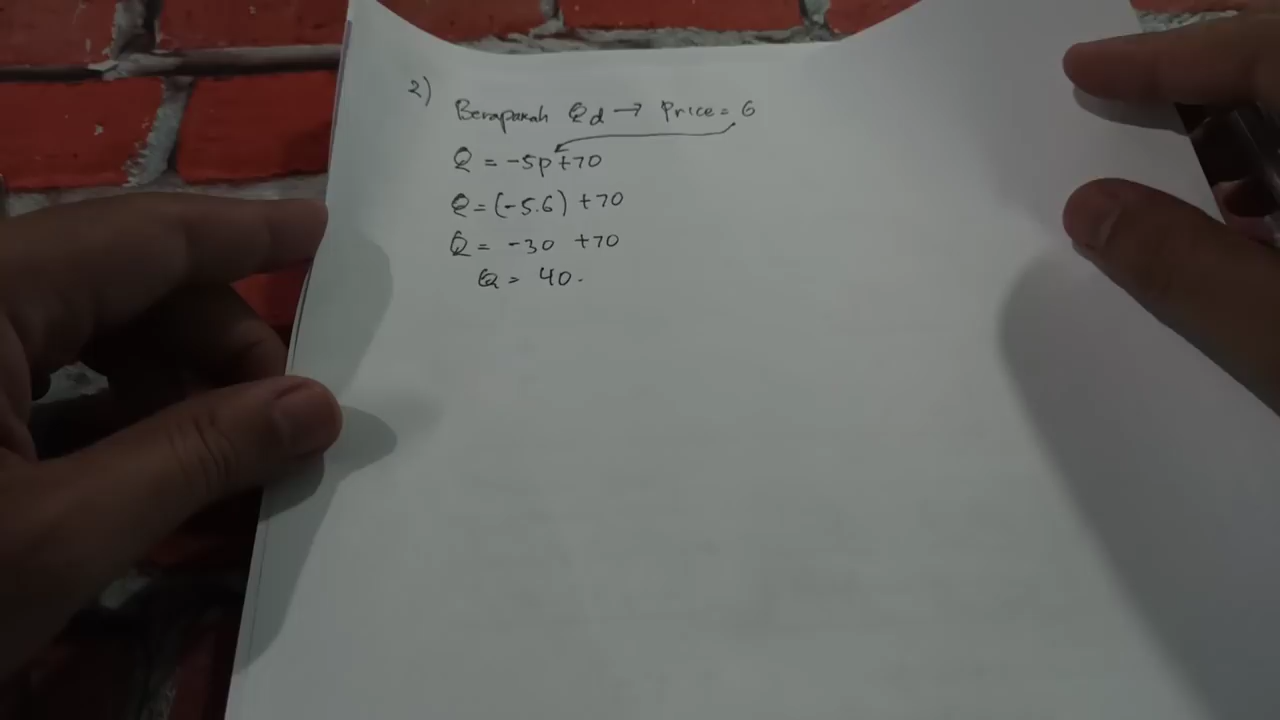 2)
Berapakah Qd → Price = 6
Q = -5p+70
Q = (-5.6) +70
Q = -30 +70
Q = 40.